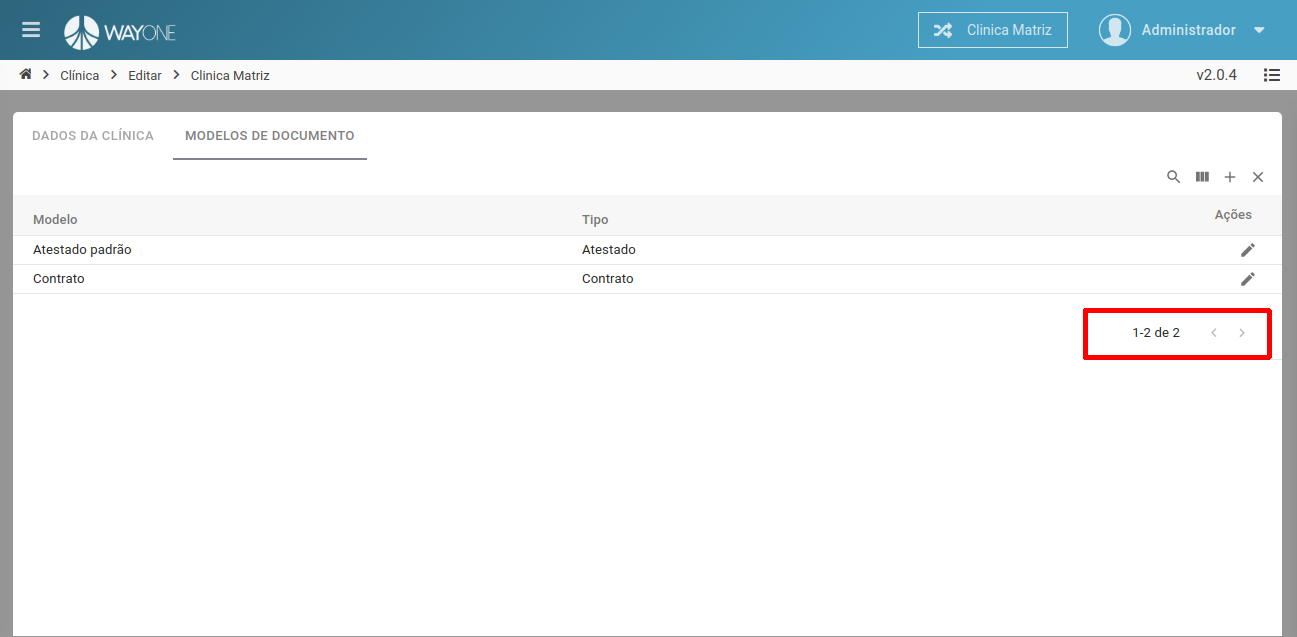 WAYONE
Clinica Matriz
Administrador
Clínica
Editar
Clinica Matriz
v2.0.4
DADOS DA CLÍNICA
MODELOS DE DOCUMENTO
Modelo
Tipo
Ações
Atestado padrão
Atestado
Contrato
Contrato
1-2 de 2